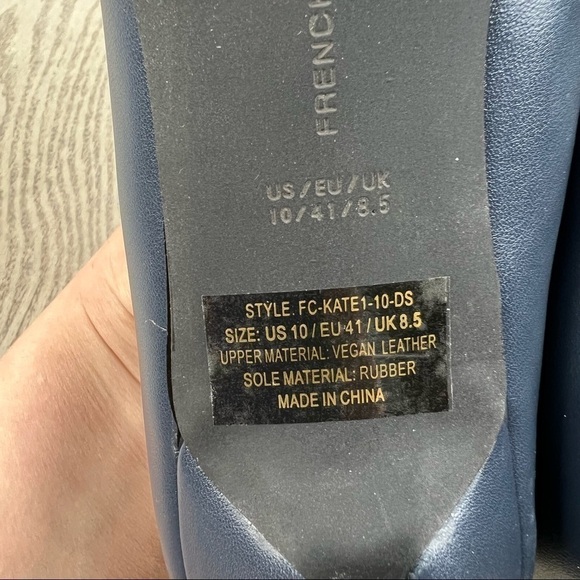 FRENCH
US/EU/UK
10/41/8.5
STYLE. FC-KATE1-10-DS
SIZE: US 10 / EU 41 / UK 8.5
UPPER MATERIAL: VEGAN LEATHER
SOLE MATERIAL: RUBBER
MADE IN CHINA